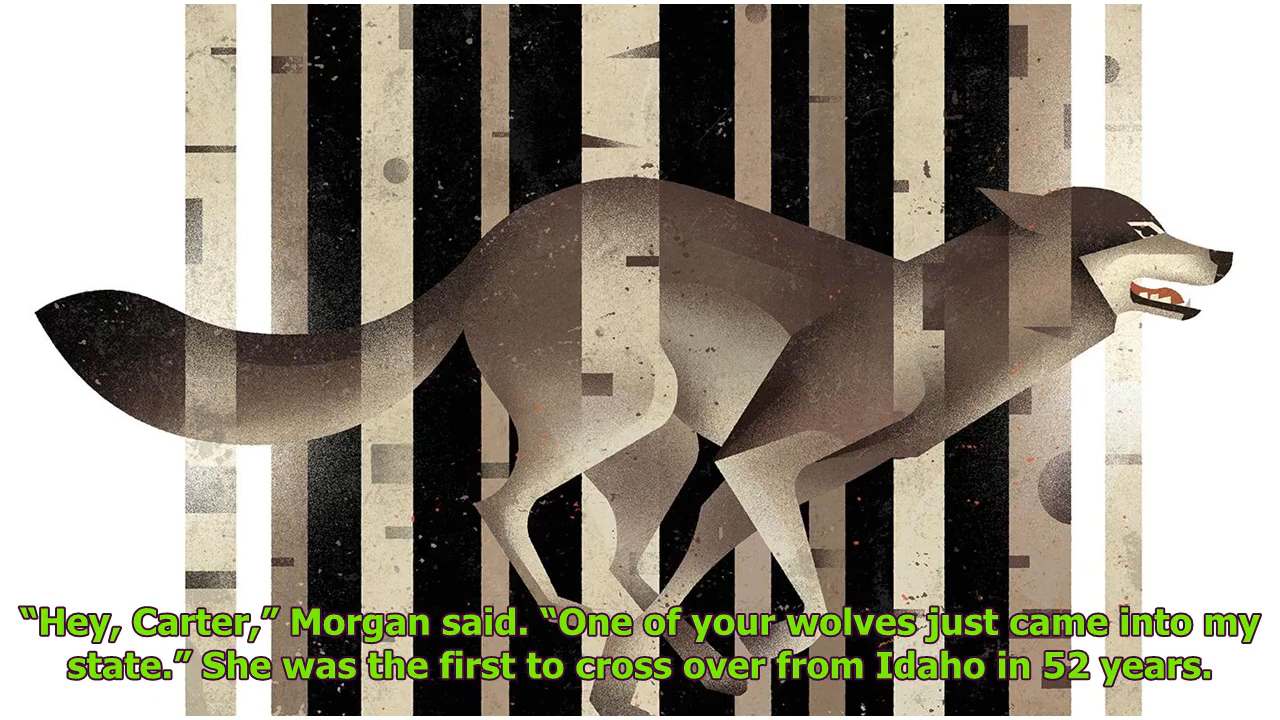 “Hey, Carter,” Morgan said. “One of your wolves just came into my
state.” She was the first to cross over from Idaho in 52 years.